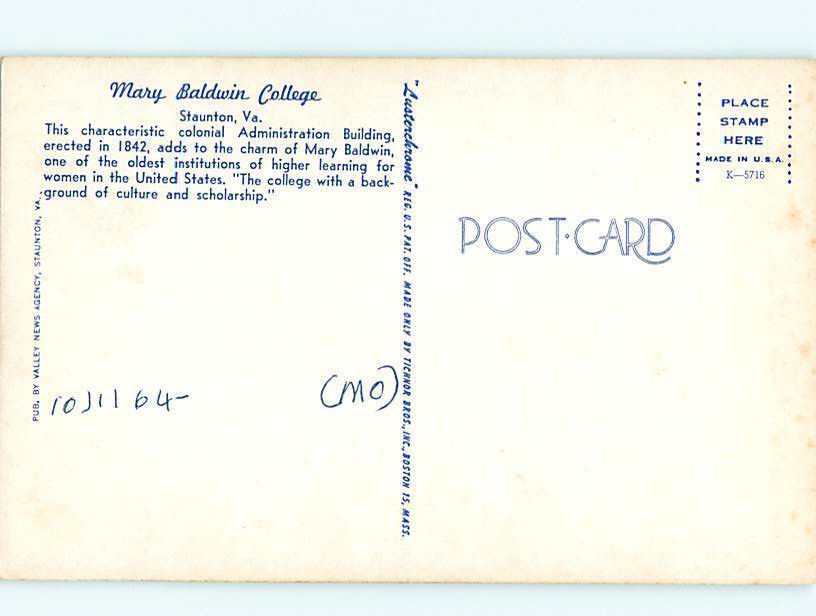 Mary Baldwin College
Staunton, Va.
This characteristic colonial Administration Building,
erected in 1842, adds to the charm of Mary Baldwin,
one of the oldest institutions of higher learning for
women in the United States. "The college with a back-
ground of culture and scholarship."
PUB. BY VALLEY NEWS AGENCY, STAUNTON, VA.
(MO)
"Lusterchrome" REG. U.S. PAT. OFF. MADE ONLY BY TICHNOR BROS., INC., BOSTON 15, MASS.
PLACE
STAMP
HERE
MADE IN U.S.A.
K—5716
POST·CARD